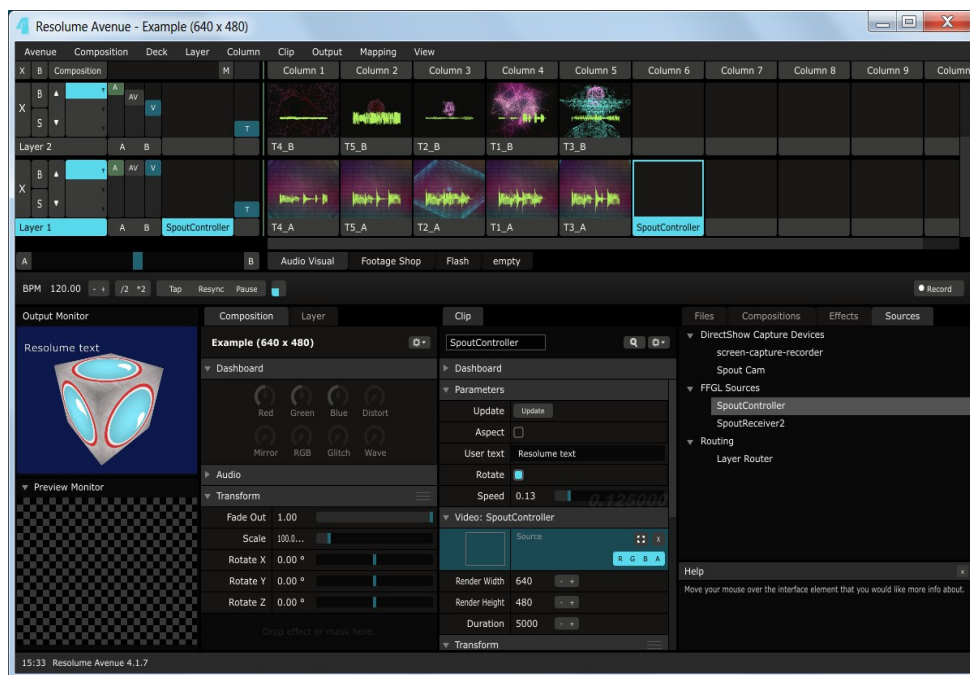 Resolume Avenue - Example (640 x 480)
Avenue Composition Deck Layer Column Clip Output Mapping View
X B Composition M Column 1 Column 2 Column 3 Column 4 Column 5 Column 6 Column 7 Column 8 Column 9 Column
B A AV V
X
S T
Layer 2 A B T4_B T5_B T2_B T1_B T3_B
B A AV V
X
S T
Layer 1 A B SpoutController T4_A T5_A T2_A T1_A T3_A SpoutController
A B Audio Visual Footage Shop Flash empty
BPM 120.00 - + /2 *2 Tap Resync Pause Record
Output Monitor
Resolume text
Preview Monitor
Composition Layer
Example (640 x 480)
Dashboard
Red Green Blue Distort
Mirror RGB Glitch Wave
Audio
Transform
Fade Out 1.00
Scale 100.0...
Rotate X 0.00 º
Rotate Y 0.00 º
Rotate Z 0.00 º
Drop effect or mask here.
Clip
SpoutController
Dashboard
Parameters
Update Update
Aspect
User text Resolume text
Rotate
Speed 0.13 0.125000
Video: SpoutController
Source x
R G B A
Render Width 640 - +
Render Height 480 - +
Duration 5000 - +
Transform
Files Compositions Effects Sources
DirectShow Capture Devices
screen-capture-recorder
Spout Cam
FFGL Sources
SpoutController
SpoutReceiver2
Routing
Layer Router
Help x
Move your mouse over the interface element that you would like more info about.
15:33 Resolume Avenue 4.1.7